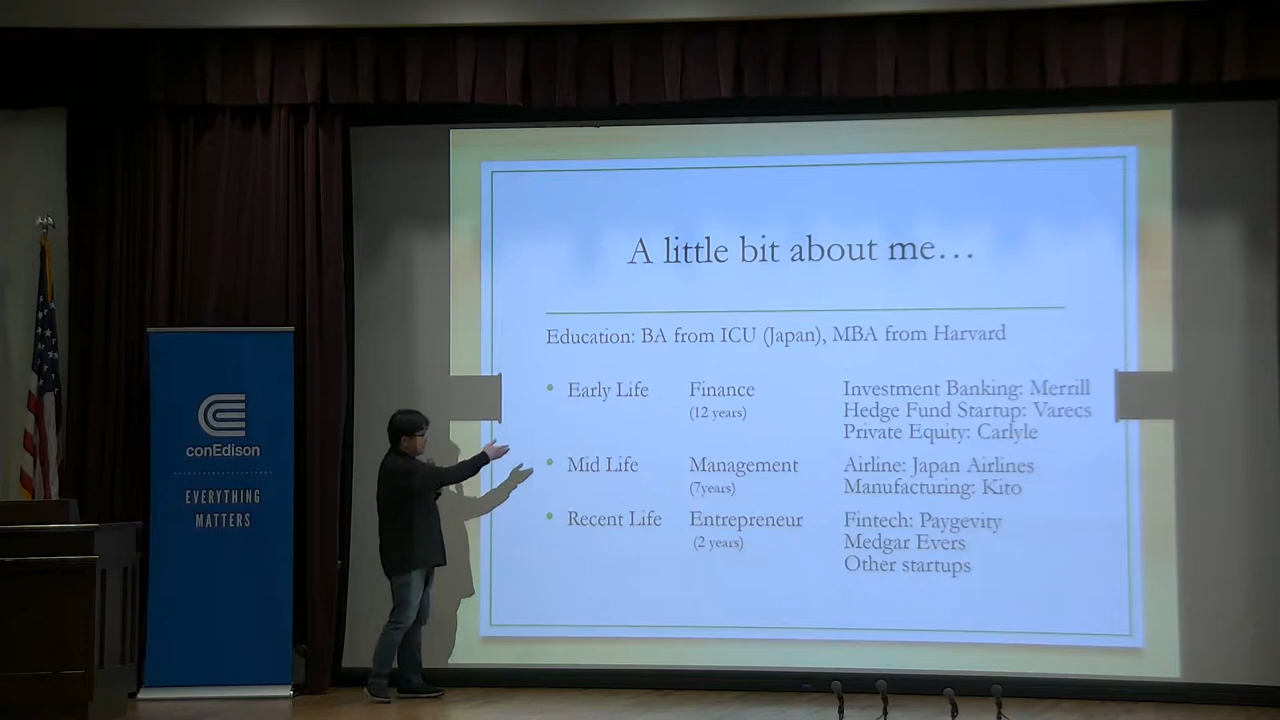 A little bit about me…
Education: BA from ICU (Japan), MBA from Harvard
• Early Life Finance Investment Banking: Merrill
(12 years) Hedge Fund Startup: Varecs
Private Equity: Carlyle
• Mid Life Management Airline: Japan Airlines
(7years) Manufacturing: Kito
• Recent Life Entrepreneur Fintech: Paygevity
(2 years) Medgar Evers
Other startups
conEdison
EVERYTHING
MATTERS